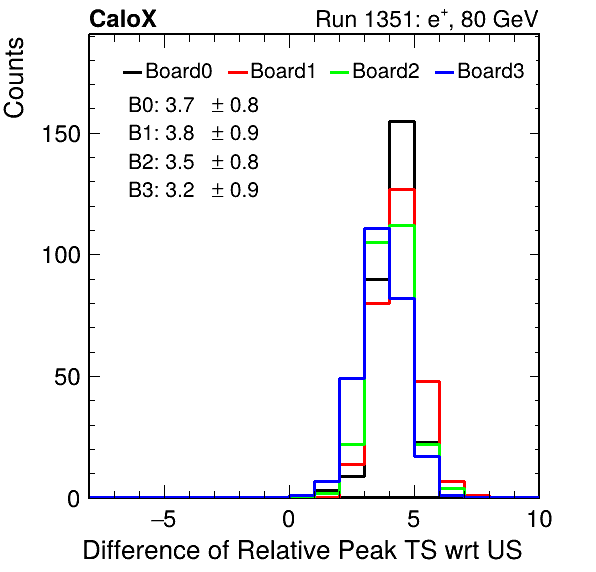 CaloX Run 1351: e⁺, 80 GeV
Counts
Board0 Board1 Board2 Board3
B0: 3.7 ± 0.8
B1: 3.8 ± 0.9
B2: 3.5 ± 0.8
B3: 3.2 ± 0.9
150
100
50
0
−5 0 5 10
Difference of Relative Peak TS wrt US